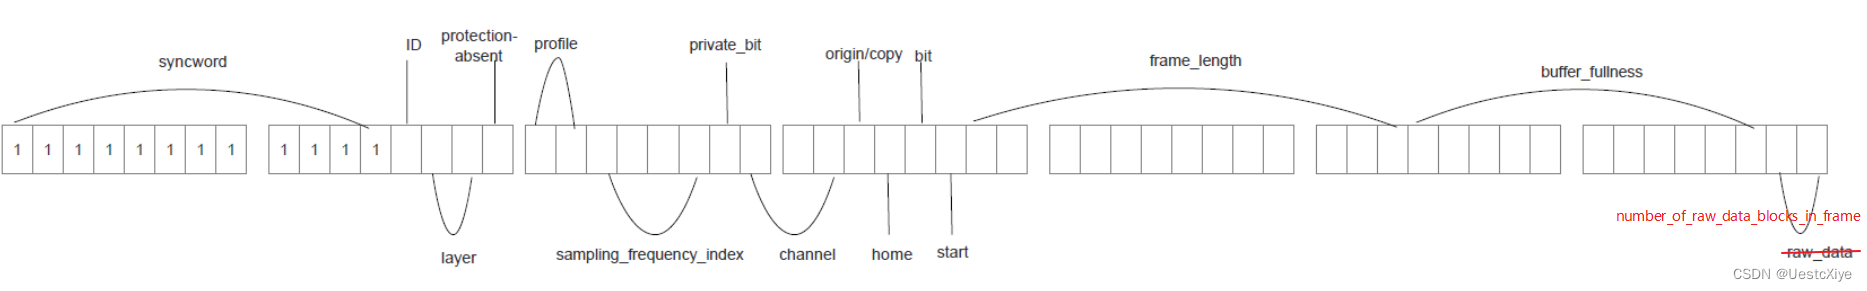 syncword
ID
protection-
absent
profile
private_bit
origin/copy
bit
frame_length
buffer_fullness
1 1 1 1 1 1 1 1 1 1 1 1
layer
sampling_frequency_index
channel
home
start
number_of_raw_data_blocks_in_frame
raw_data
CSDN @UestcXiye